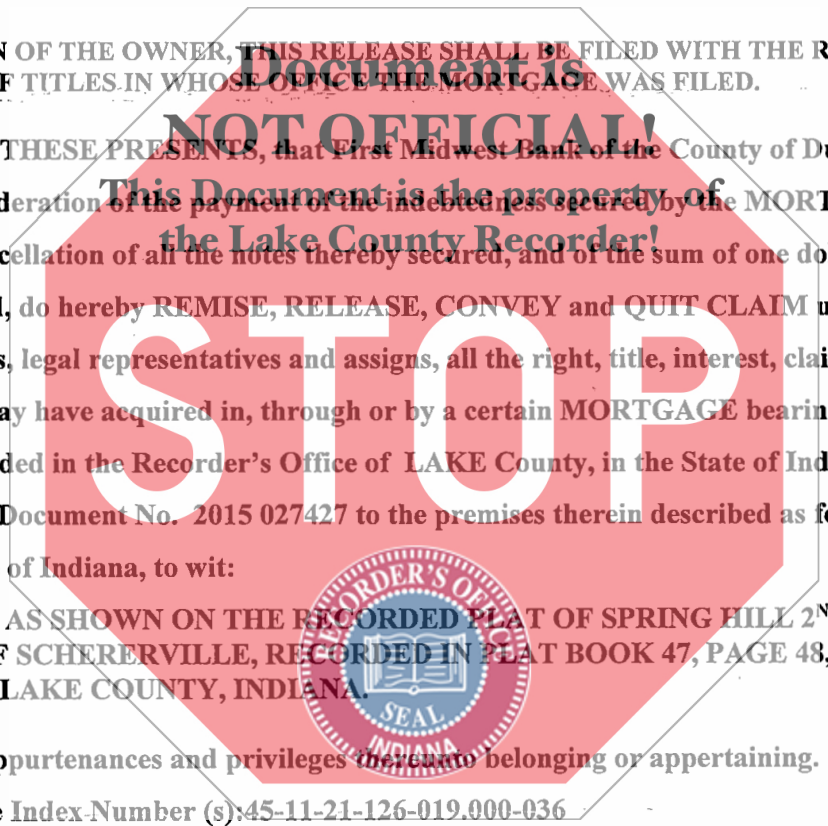 N OF THE OWNER, THIS RELEASE SHALL BE FILED WITH THE R
F TITLES IN WHOSE OFFICE THE MORTGAGE WAS FILED.
Document is
NOT OFFICIAL!
This Document is the property of
the Lake County Recorder!
THESE PRESENTS, that First Midwest Bank of the County of Du
deration of the payment of the indebtedness secured by the MORT
cellation of all the notes thereby secured, and of the sum of one do
l, do hereby REMISE, RELEASE, CONVEY and QUIT CLAIM u
s, legal representatives and assigns, all the right, title, interest, clai
ay have acquired in, through or by a certain MORTGAGE bearin
ded in the Recorder's Office of LAKE County, in the State of Ind
Document No. 2015 027427 to the premises therein described as fo
of Indiana, to wit:
AS SHOWN ON THE RECORDED PLAT OF SPRING HILL 2N
F SCHERERVILLE, RECORDED IN PLAT BOOK 47, PAGE 48,
LAKE COUNTY, INDIANA.
ppurtenances and privileges thereunto belonging or appertaining.
e Index Number (s):45-11-21-126-019.000-036
STOP
RECORDER'S OFFICE
SEAL
INDIANA